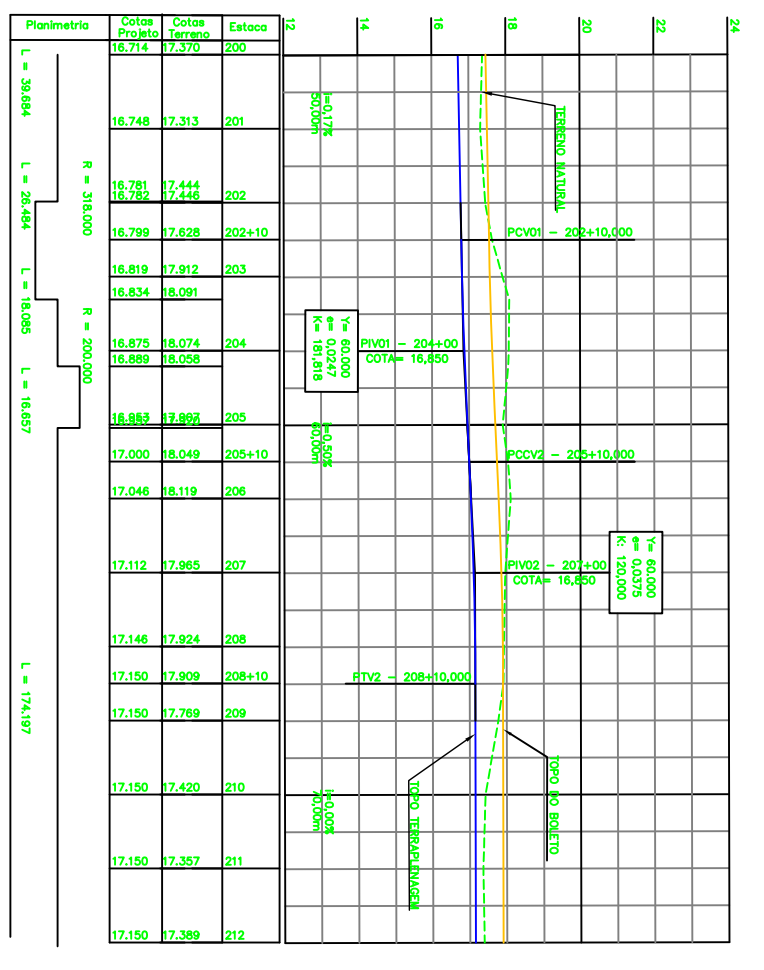 Planimetria
Cotas Projeto
Cotas Terreno
Estaca
12
14
16
18
20
22
24
16.714 17.370 200
16.748 17.313 201
16.781 17.444
16.782 17.446 202
16.799 17.628 202+10
16.819 17.912 203
16.834 18.091
16.875 18.074 204
16.889 18.058
205
17.000 18.049 205+10
17.046 18.119 206
17.112 17.965 207
17.146 17.924 208
17.150 17.909 208+10
17.150 17.769 209
17.150 17.420 210
17.150 17.357 211
17.150 17.389 212
L = 39.684
L = 26.484
L = 18.085
L = 16.657
L = 174.197
R = 318.000
R = 200.000
i=0,17%
50,00m
TERRENO NATURAL
PCV01 - 202+10,000
Y= 60.000
e= 0,0247
K= 181,818
PIV01 - 204+00
COTA= 16,850
i=0,50%
60,00m
PCCV2 - 205+10,000
Y= 60.000
e= 0,0375
K: 120,000
PIV02 - 207+00
COTA= 16,850
PTV2 - 208+10,000
TOPO DO BOLETO
TOPO TERRAPLENAGEM
i=0,00%
70,00m